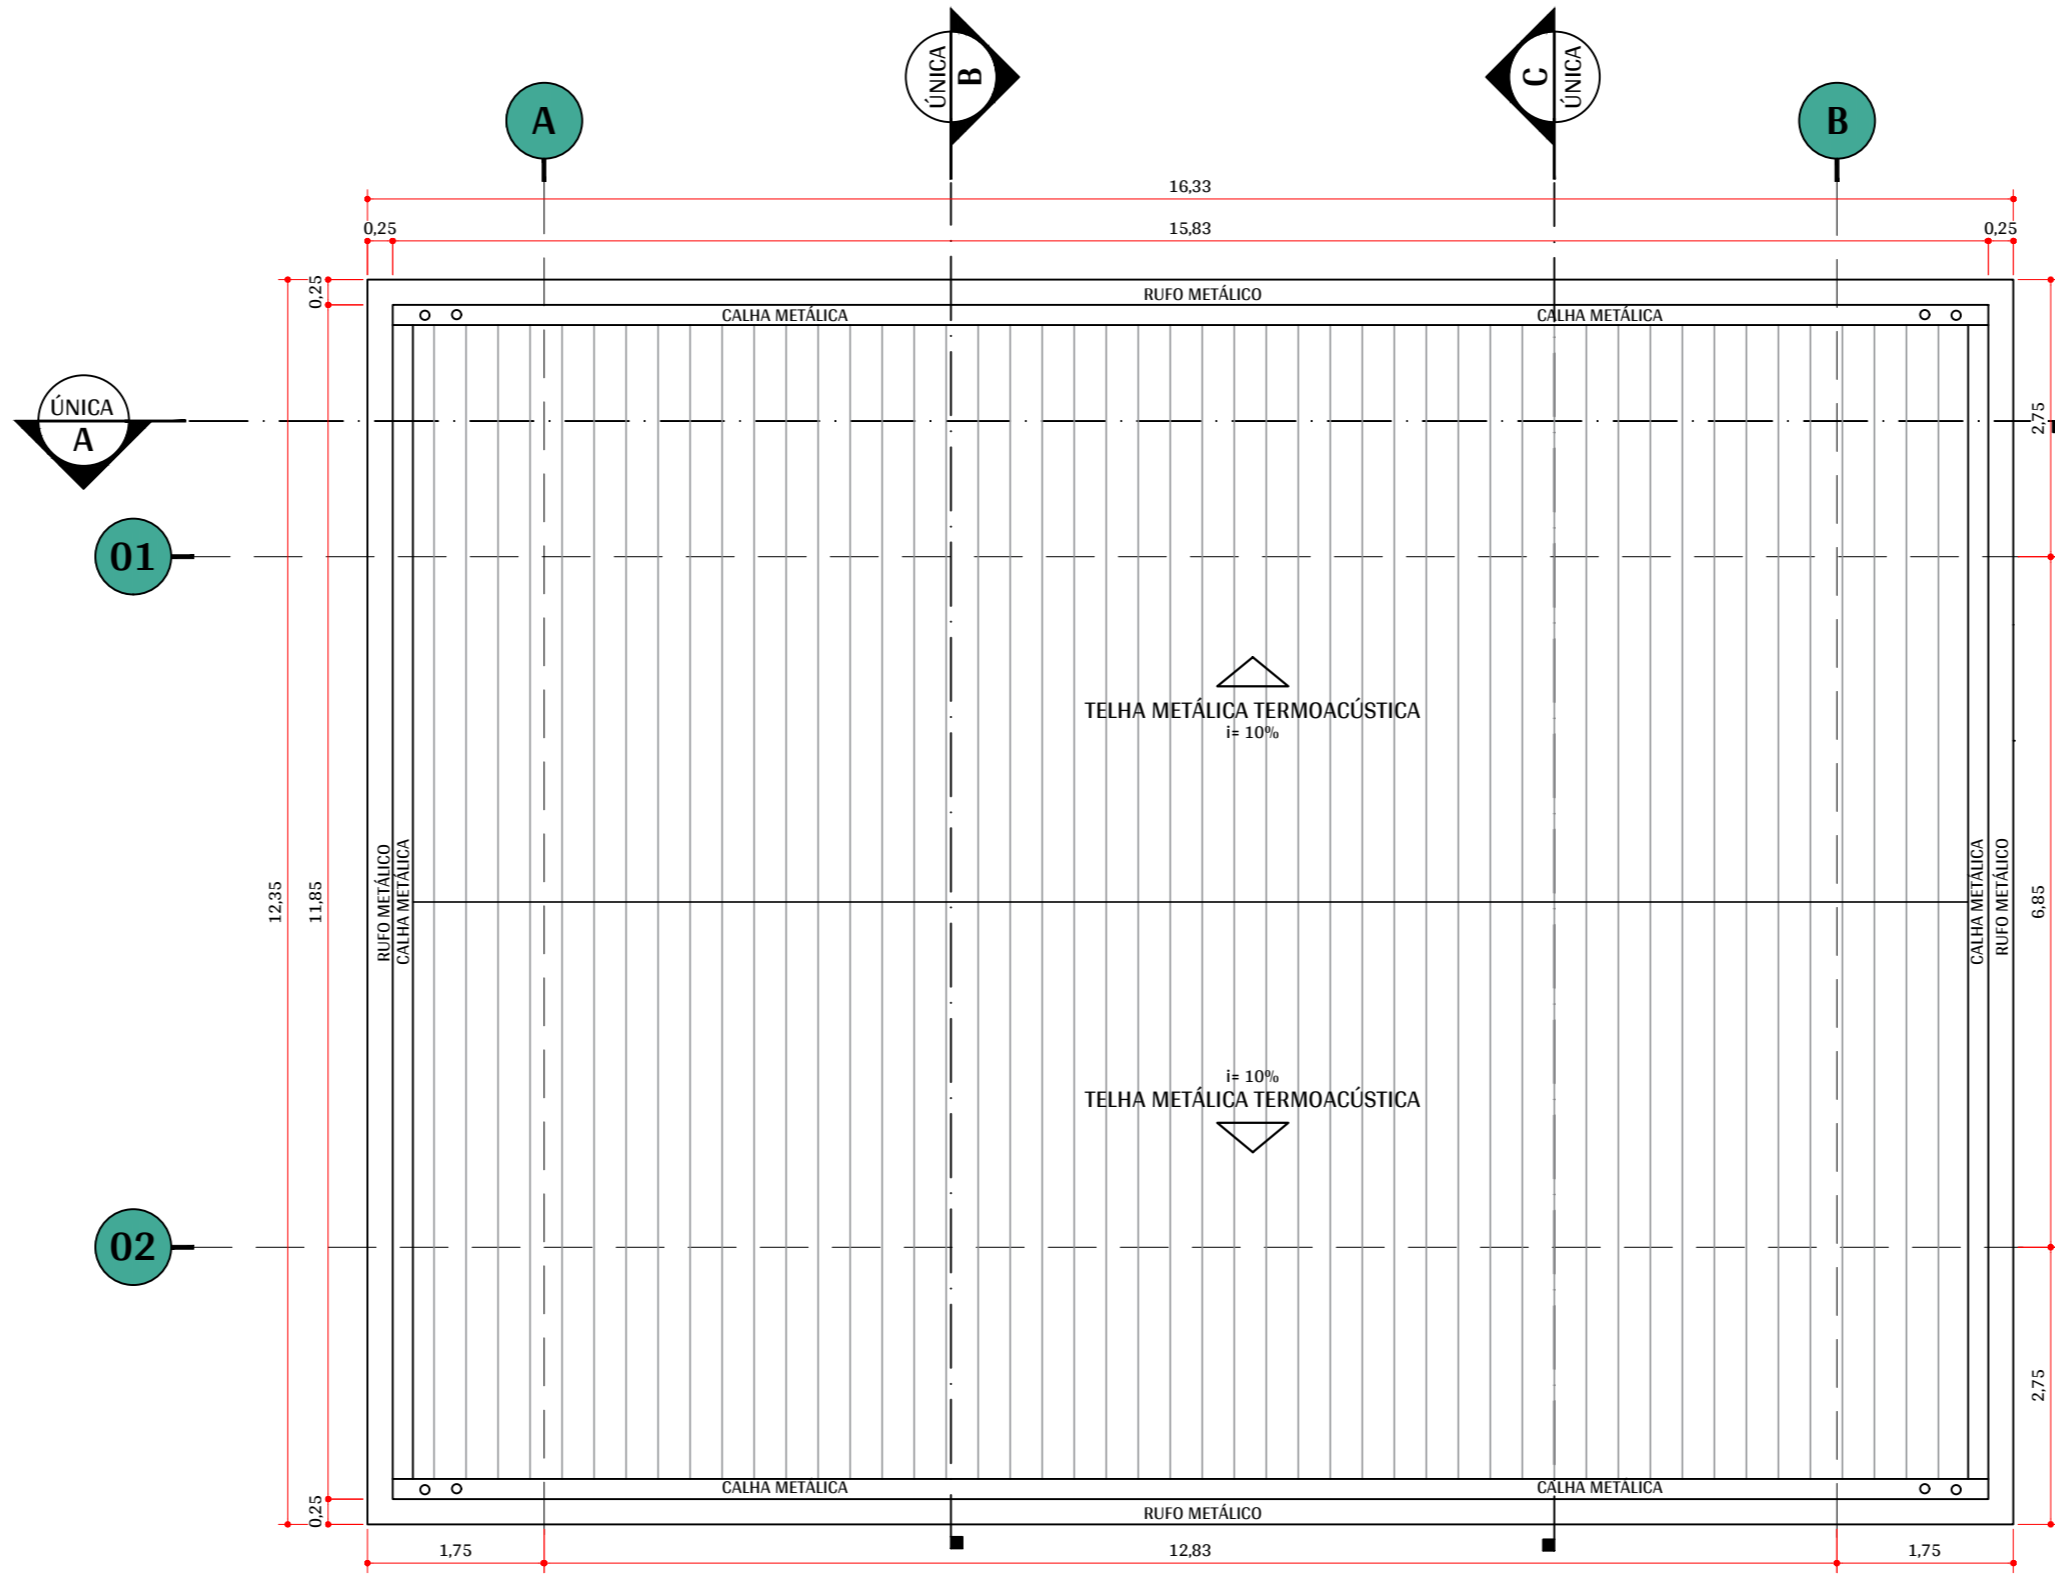 ÚNICA
B
C
ÚNICA
A
B
16,33
0,25
15,83
0,25
0,25
RUFO METÁLICO
CALHA METÁLICA
CALHA METÁLICA
ÚNICA
A
2,75
01
TELHA METÁLICA TERMOACÚSTICA
i= 10%
12,35
11,85
RUFO METÁLICO
CALHA METÁLICA
CALHA METÁLICA
RUFO METÁLICO
6,85
i= 10%
TELHA METÁLICA TERMOACÚSTICA
02
2,75
CALHA METÁLICA
CALHA METÁLICA
0,25
RUFO METÁLICO
1,75
12,83
1,75